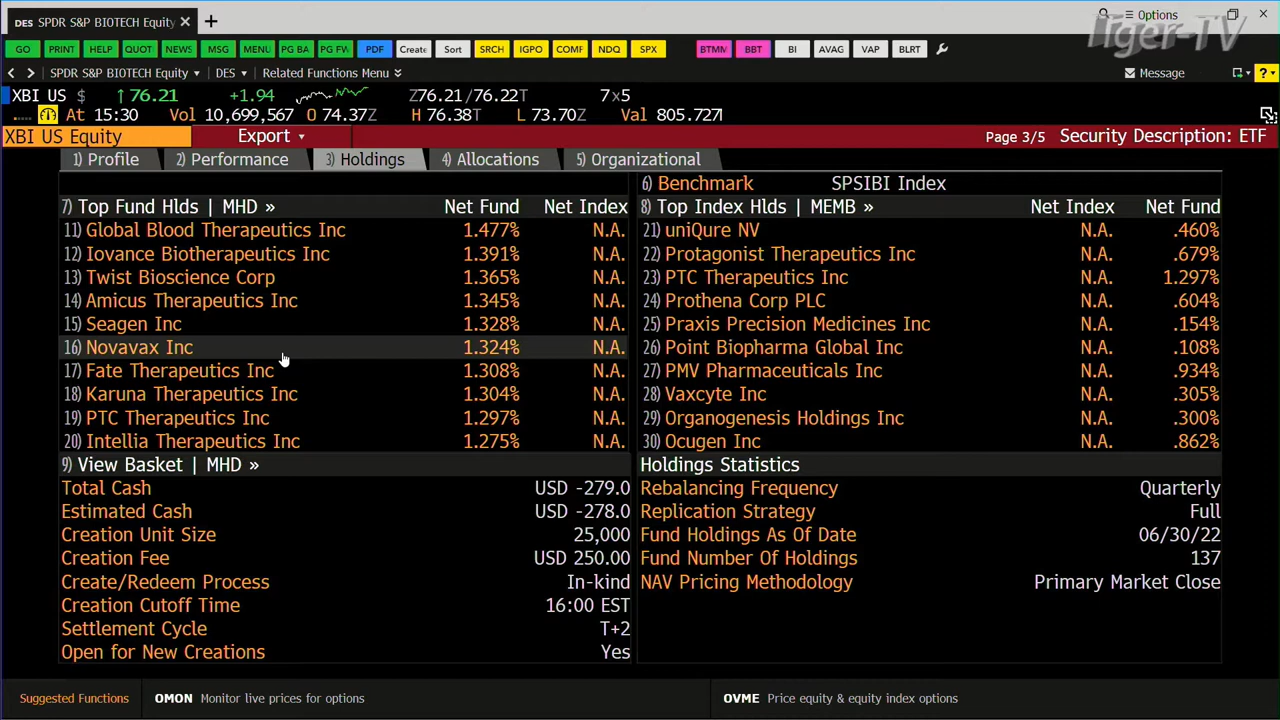 DES SPDR S&P BIOTECH Equity × +
Options
Tiger-TV
GO PRINT HELP QUOT NEWS MSG MENU PG BA PG FW PDF Create Sort SRCH IGPO COMF NDQ SPX BTMM BBT BI AVAG VAP BLRT
SPDR S&P BIOTECH Equity DES Related Functions Menu Message ?
XBI US $ ↑76.21 +1.94 Z76.21/76.22T 7x5
At 15:30 Vol 10,699,567 O 74.37Z H 76.38T L 73.70Z Val 805.727M
XBI US Equity Export Page 3/5 Security Description: ETF
1) Profile 2) Performance 3) Holdings 4) Allocations 5) Organizational
6) Benchmark SPSIBI Index
7) Top Fund Hlds | MHD » Net Fund Net Index
11) Global Blood Therapeutics Inc 1.477% N.A.
12) Iovance Biotherapeutics Inc 1.391% N.A.
13) Twist Bioscience Corp 1.365% N.A.
14) Amicus Therapeutics Inc 1.345% N.A.
15) Seagen Inc 1.328% N.A.
16) Novavax Inc 1.324% N.A.
17) Fate Therapeutics Inc 1.308% N.A.
18) Karuna Therapeutics Inc 1.304% N.A.
19) PTC Therapeutics Inc 1.297% N.A.
20) Intellia Therapeutics Inc 1.275% N.A.
8) Top Index Hlds | MEMB » Net Index Net Fund
21) uniQure NV N.A. .460%
22) Protagonist Therapeutics Inc N.A. .679%
23) PTC Therapeutics Inc N.A. 1.297%
24) Prothena Corp PLC N.A. .604%
25) Praxis Precision Medicines Inc N.A. .154%
26) Point Biopharma Global Inc N.A. .108%
27) PMV Pharmaceuticals Inc N.A. .934%
28) Vaxcyte Inc N.A. .305%
29) Organogenesis Holdings Inc N.A. .300%
30) Ocugen Inc N.A. .862%
9) View Basket | MHD »
Total Cash USD -279.0
Estimated Cash USD -278.0
Creation Unit Size 25,000
Creation Fee USD 250.00
Create/Redeem Process In-kind
Creation Cutoff Time 16:00 EST
Settlement Cycle T+2
Open for New Creations Yes
Holdings Statistics
Rebalancing Frequency Quarterly
Replication Strategy Full
Fund Holdings As Of Date 06/30/22
Fund Number Of Holdings 137
NAV Pricing Methodology Primary Market Close
Suggested Functions OMON Monitor live prices for options OVME Price equity & equity index options